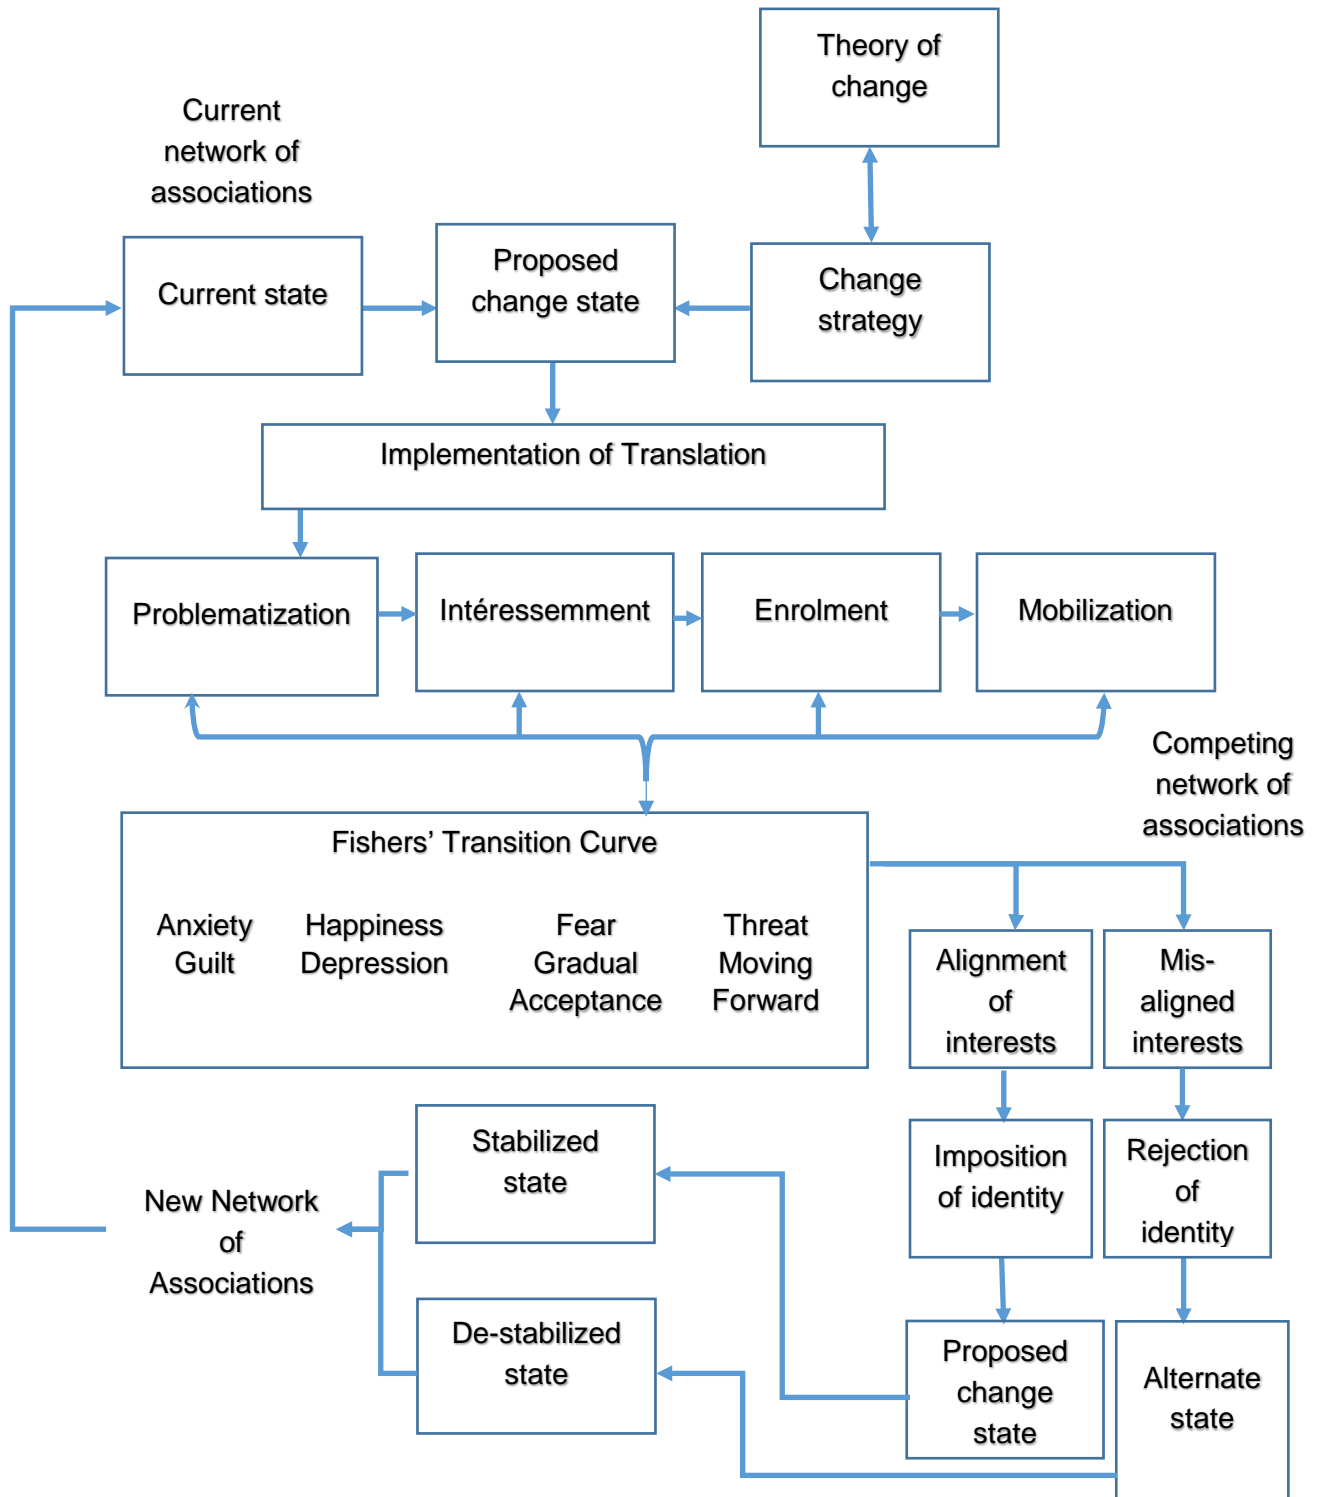 Theory of
change
Current
network of
associations
Current state
Proposed
change state
Change
strategy
Implementation of Translation
Problematization
Intéressemment
Enrolment
Mobilization
Competing
network of
associations
Fishers’ Transition Curve
Anxiety
Guilt
Happiness
Depression
Fear
Gradual
Acceptance
Threat
Moving
Forward
Alignment
of
interests
Mis-
aligned
interests
Stabilized
state
Imposition
of identity
Rejection
of
identity
New Network
of
Associations
De-stabilized
state
Proposed
change
state
Alternate
state